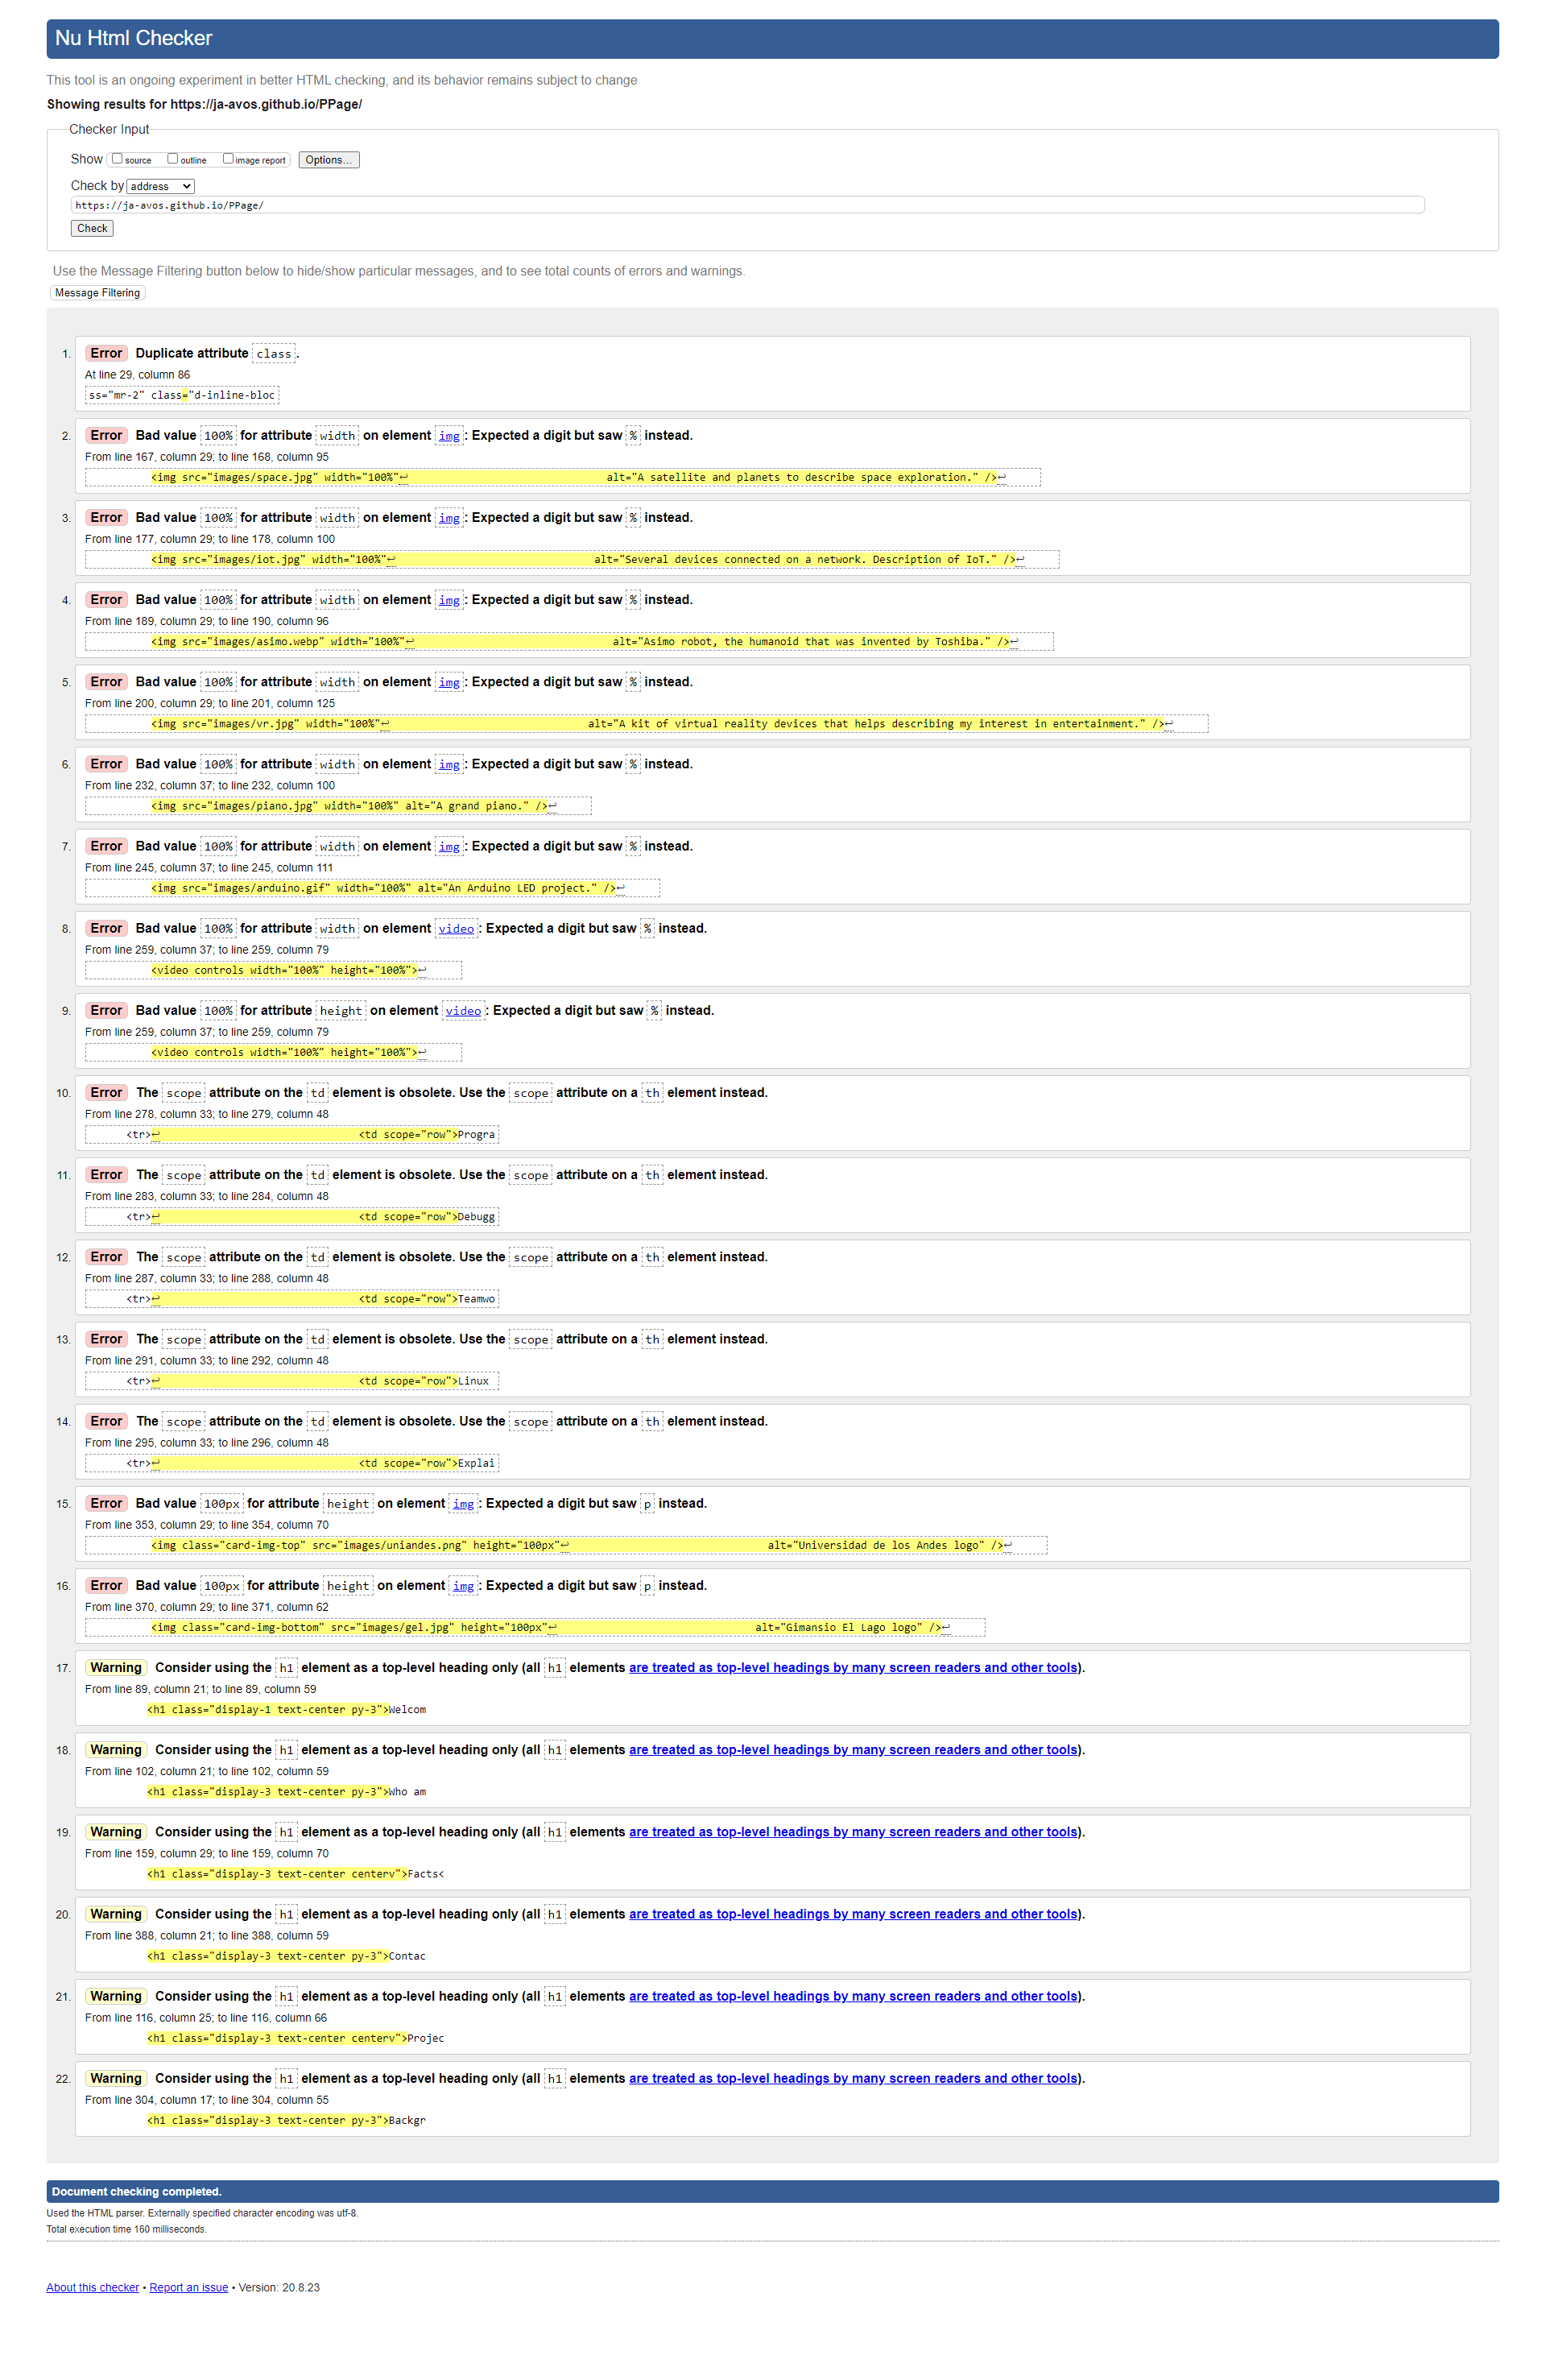 Nu Html Checker
This tool is an ongoing experiment in better HTML checking, and its behavior remains subject to change
Showing results for https://ja-avos.github.io/PPage/
Checker Input
Show source outline image report Options...
Check by address
https://ja-avos.github.io/PPage/
Check
Use the Message Filtering button below to hide/show particular messages, and to see total counts of errors and warnings.
Message Filtering
1. Error Duplicate attribute class.
At line 29, column 86
ss="mr-2" class="d-inline-bloc
2. Error Bad value 100% for attribute width on element img: Expected a digit but saw % instead.
From line 167, column 29; to line 168, column 95
<img src="images/space.jpg" width="100%"↩ alt="A satellite and planets to describe space exploration." />↩
3. Error Bad value 100% for attribute width on element img: Expected a digit but saw % instead.
From line 177, column 29; to line 178, column 100
<img src="images/iot.jpg" width="100%"↩ alt="Several devices connected on a network. Description of IoT." />↩
4. Error Bad value 100% for attribute width on element img: Expected a digit but saw % instead.
From line 189, column 29; to line 190, column 96
<img src="images/asimo.webp" width="100%"↩ alt="Asimo robot, the humanoid that was invented by Toshiba." />↩
5. Error Bad value 100% for attribute width on element img: Expected a digit but saw % instead.
From line 200, column 29; to line 201, column 125
<img src="images/vr.jpg" width="100%"↩ alt="A kit of virtual reality devices that helps describing my interest in entertainment." />↩
6. Error Bad value 100% for attribute width on element img: Expected a digit but saw % instead.
From line 232, column 37; to line 232, column 100
<img src="images/piano.jpg" width="100%" alt="A grand piano." />↩
7. Error Bad value 100% for attribute width on element img: Expected a digit but saw % instead.
From line 245, column 37; to line 245, column 111
<img src="images/arduino.gif" width="100%" alt="An Arduino LED project." />↩
8. Error Bad value 100% for attribute width on element video: Expected a digit but saw % instead.
From line 259, column 37; to line 259, column 79
<video controls width="100%" height="100%">↩
9. Error Bad value 100% for attribute height on element video: Expected a digit but saw % instead.
From line 259, column 37; to line 259, column 79
<video controls width="100%" height="100%">↩
10. Error The scope attribute on the td element is obsolete. Use the scope attribute on a th element instead.
From line 278, column 33; to line 279, column 48
<tr>↩ <td scope="row">Progra
11. Error The scope attribute on the td element is obsolete. Use the scope attribute on a th element instead.
From line 283, column 33; to line 284, column 48
<tr>↩ <td scope="row">Debugg
12. Error The scope attribute on the td element is obsolete. Use the scope attribute on a th element instead.
From line 287, column 33; to line 288, column 48
<tr>↩ <td scope="row">Teamwo
13. Error The scope attribute on the td element is obsolete. Use the scope attribute on a th element instead.
From line 291, column 33; to line 292, column 48
<tr>↩ <td scope="row">Linux
14. Error The scope attribute on the td element is obsolete. Use the scope attribute on a th element instead.
From line 295, column 33; to line 296, column 48
<tr>↩ <td scope="row">Explai
15. Error Bad value 100px for attribute height on element img: Expected a digit but saw p instead.
From line 353, column 29; to line 354, column 70
<img class="card-img-top" src="images/uniandes.png" height="100px"↩ alt="Universidad de los Andes logo" />↩
16. Error Bad value 100px for attribute height on element img: Expected a digit but saw p instead.
From line 370, column 29; to line 371, column 62
<img class="card-img-bottom" src="images/gel.jpg" height="100px"↩ alt="Gimansio El Lago logo" />↩
17. Warning Consider using the h1 element as a top-level heading only (all h1 elements are treated as top-level headings by many screen readers and other tools).
From line 89, column 21; to line 89, column 59
<h1 class="display-1 text-center py-3">Welcom
18. Warning Consider using the h1 element as a top-level heading only (all h1 elements are treated as top-level headings by many screen readers and other tools).
From line 102, column 21; to line 102, column 59
<h1 class="display-3 text-center py-3">Who am
19. Warning Consider using the h1 element as a top-level heading only (all h1 elements are treated as top-level headings by many screen readers and other tools).
From line 159, column 29; to line 159, column 70
<h1 class="display-3 text-center centerv">Facts<
20. Warning Consider using the h1 element as a top-level heading only (all h1 elements are treated as top-level headings by many screen readers and other tools).
From line 388, column 21; to line 388, column 59
<h1 class="display-3 text-center py-3">Contac
21. Warning Consider using the h1 element as a top-level heading only (all h1 elements are treated as top-level headings by many screen readers and other tools).
From line 116, column 25; to line 116, column 66
<h1 class="display-3 text-center centerv">Projec
22. Warning Consider using the h1 element as a top-level heading only (all h1 elements are treated as top-level headings by many screen readers and other tools).
From line 304, column 17; to line 304, column 55
<h1 class="display-3 text-center py-3">Backgr
Document checking completed.
Used the HTML parser. Externally specified character encoding was utf-8.
Total execution time 160 milliseconds.
About this checker • Report an issue • Version: 20.8.23